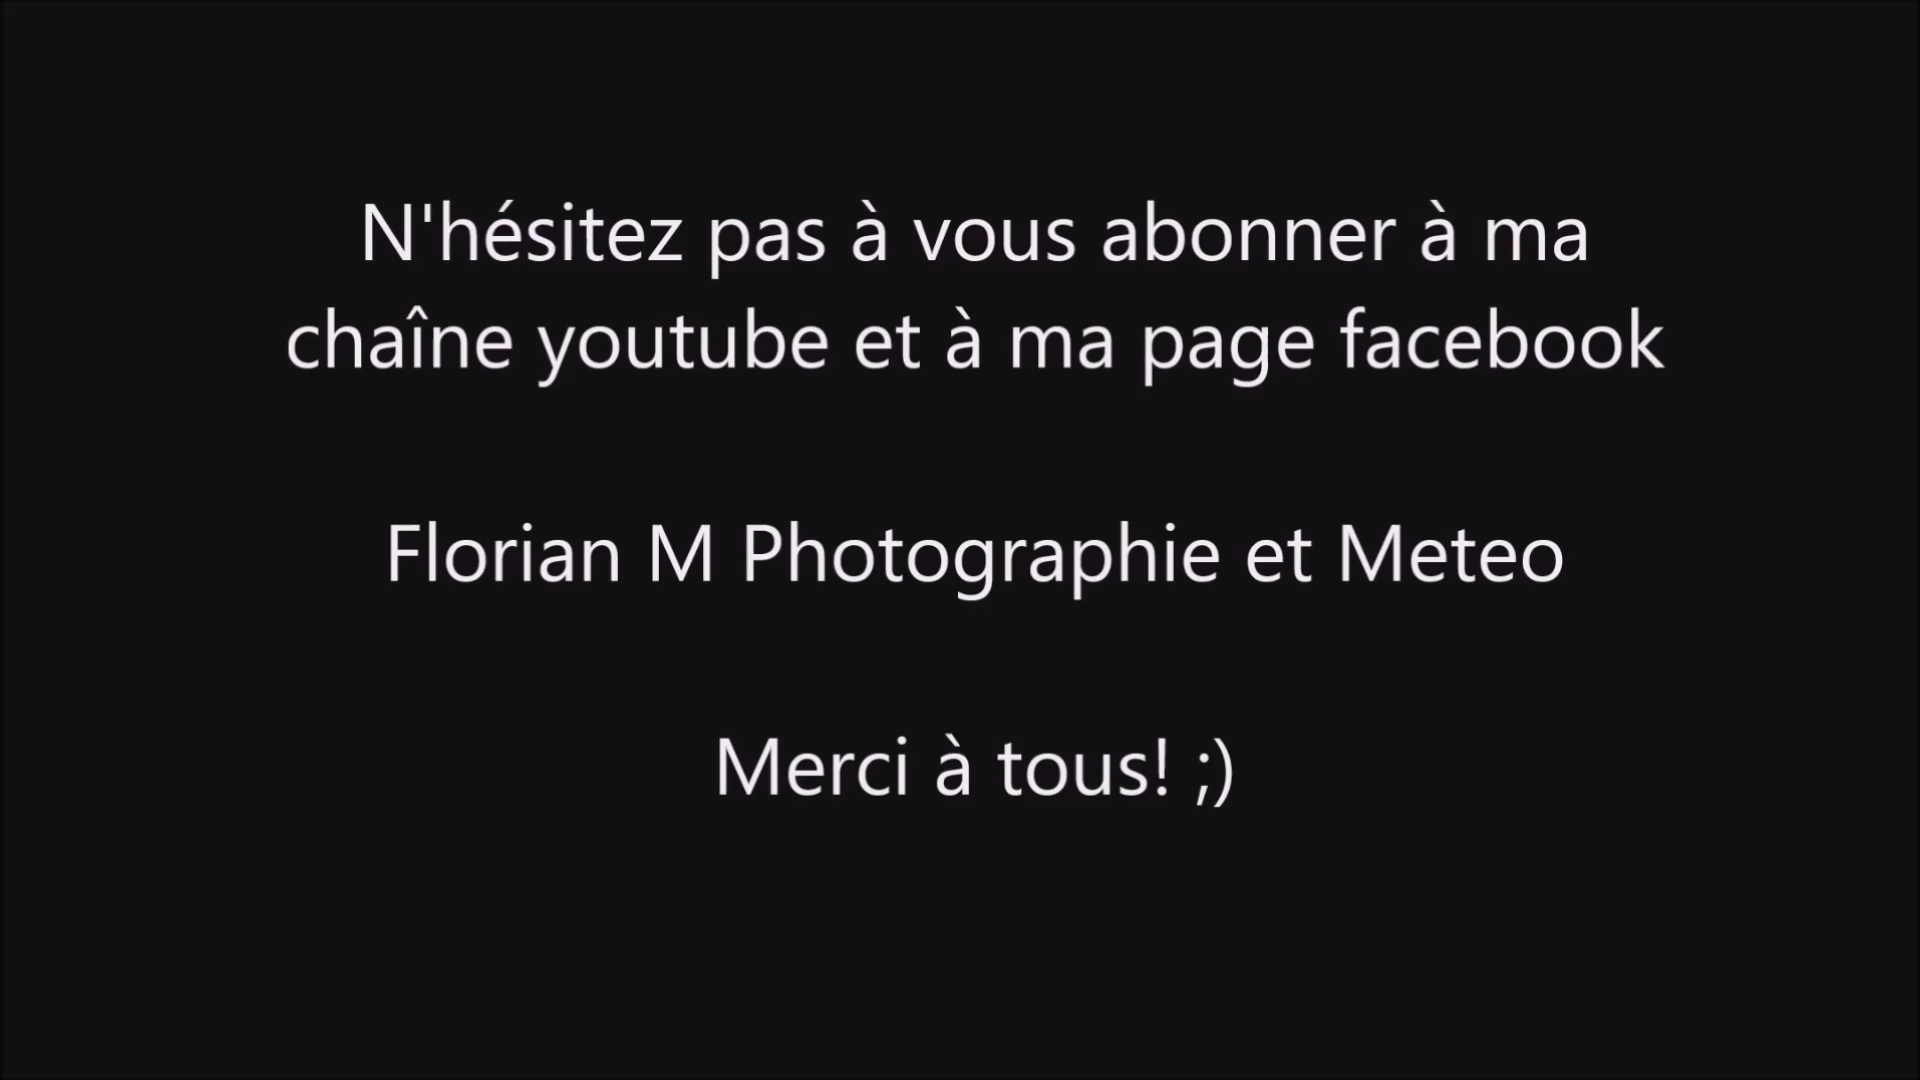 N'hésitez pas à vous abonner à ma
chaîne youtube et à ma page facebook
Florian M Photographie et Meteo
Merci à tous! ;)